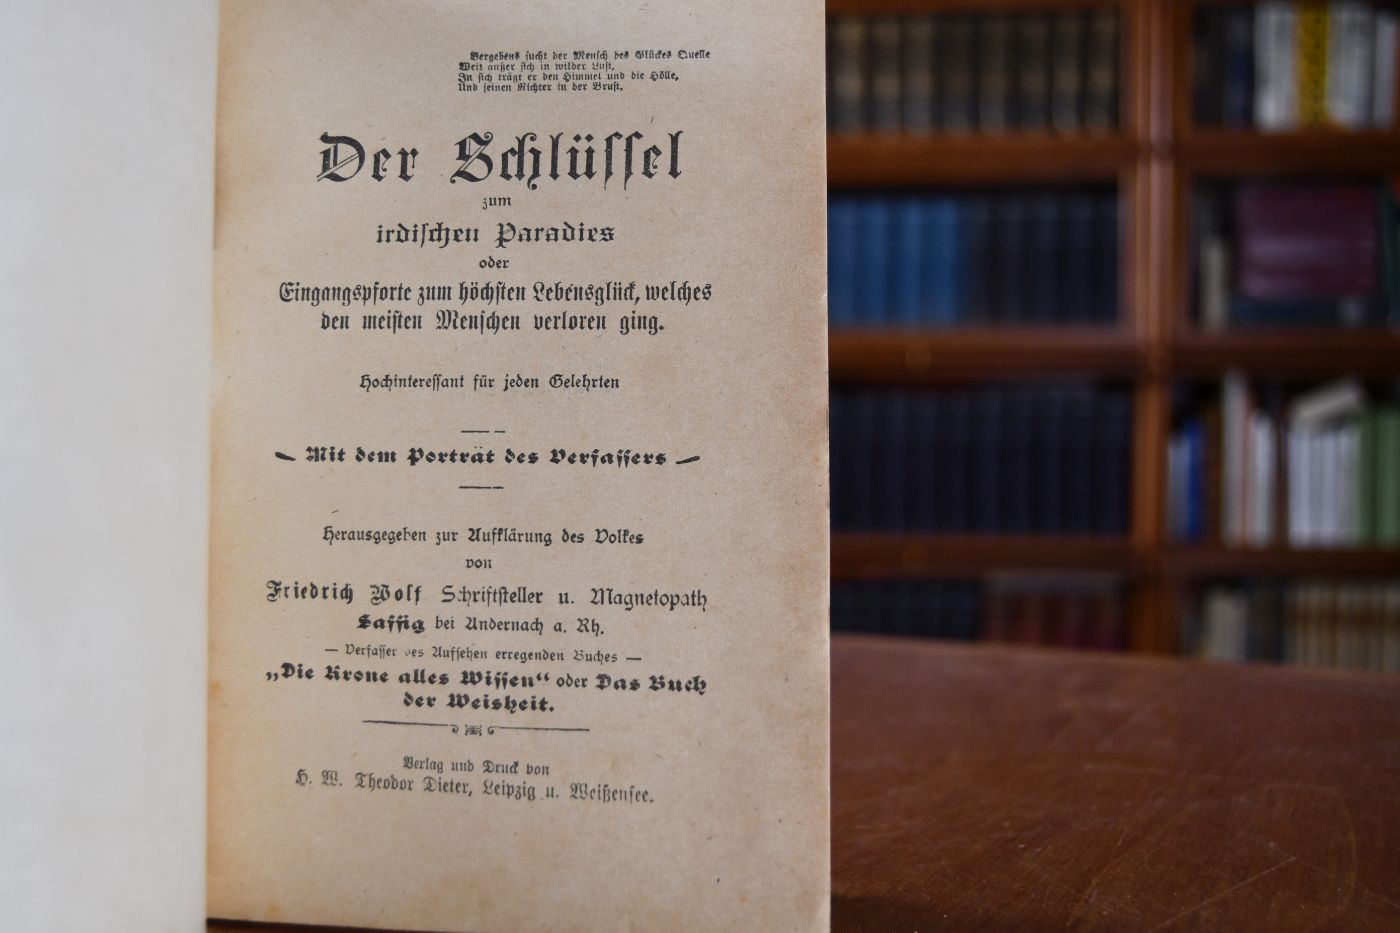 Vergebens sucht der Mensch des Glückes Quelle
Weit außer sich in wilder Lust,
In sich trägt er den Himmel und die Hölle,
Und seinen Richter in der Brust.
Der Schlüssel
zum
irdischen Paradies
oder
Eingangspforte zum höchsten Lebensglück, welches
den meisten Menschen verloren ging.
Hochinteressant für jeden Gelehrten
Mit dem Porträt des Verfassers
Herausgegeben zur Aufklärung des Volkes
von
Friedrich Wolf Schriftsteller u. Magnetopath
Saffig bei Andernach a. Rh.
— Verfasser des Aufsehen erregenden Buches —
„Die Krone alles Wissen“ oder Das Buch
der Weisheit.
Verlag und Druck von
H. W. Theodor Dieter, Leipzig u. Weißensee.